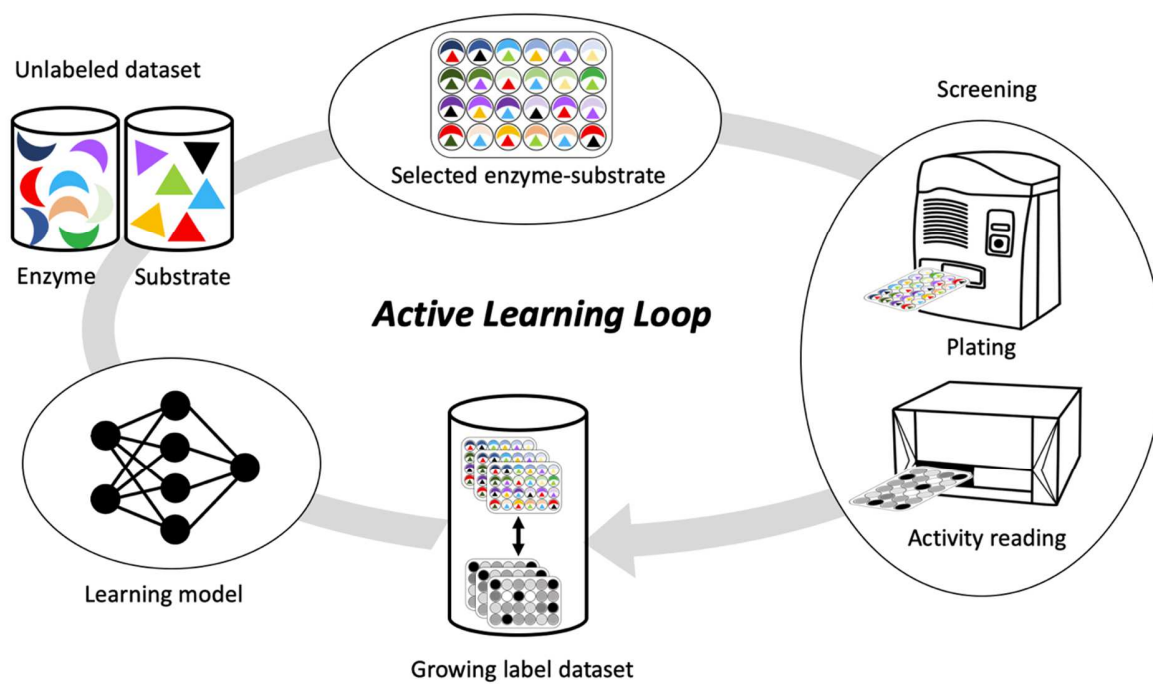 Unlabeled dataset
Enzyme
Substrate
Selected enzyme-substrate
Screening
Plating
Active Learning Loop
Activity reading
Learning model
Growing label dataset